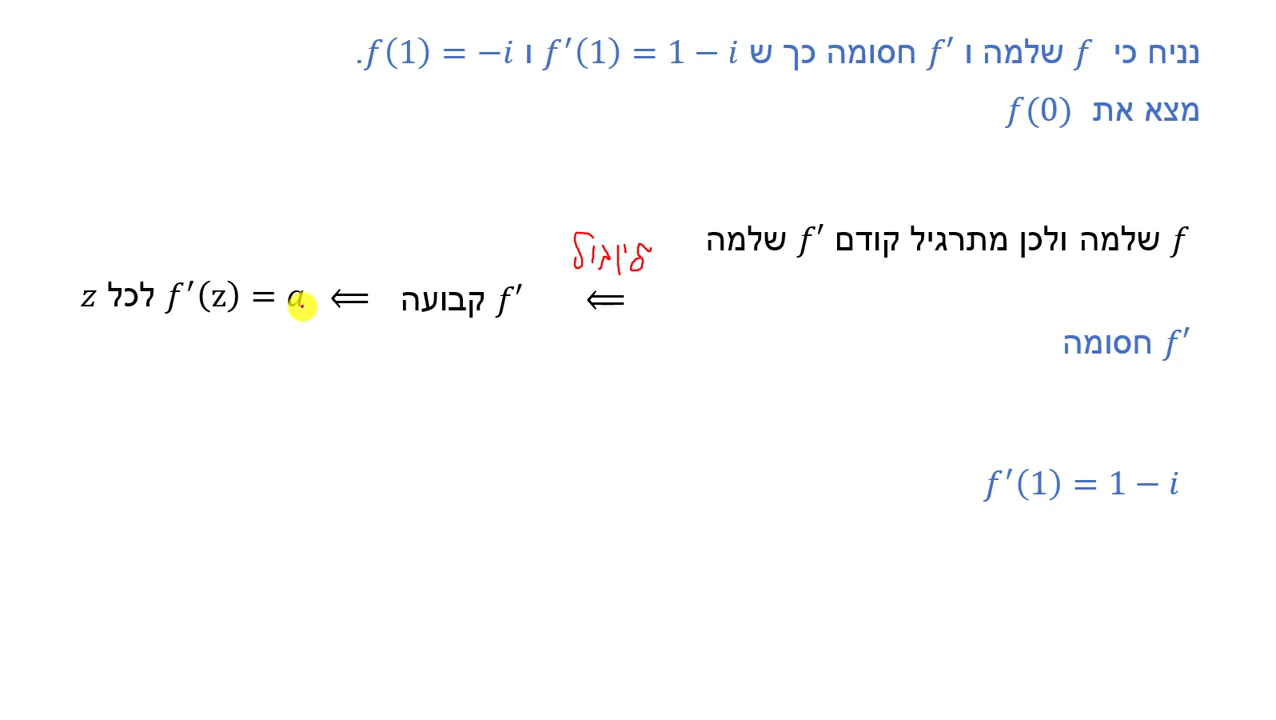 נניח כי f שלמה ו f′ חסומה כך ש f′(1) = 1 − i ו f(1) = −i.
מצא את f(0)
f שלמה ולכן מתרגיל קודם f′ שלמה
ליוביל
⟸ f′ קבועה ⟸ f′(z) = a לכל z
f′ חסומה
f′(1) = 1 − i